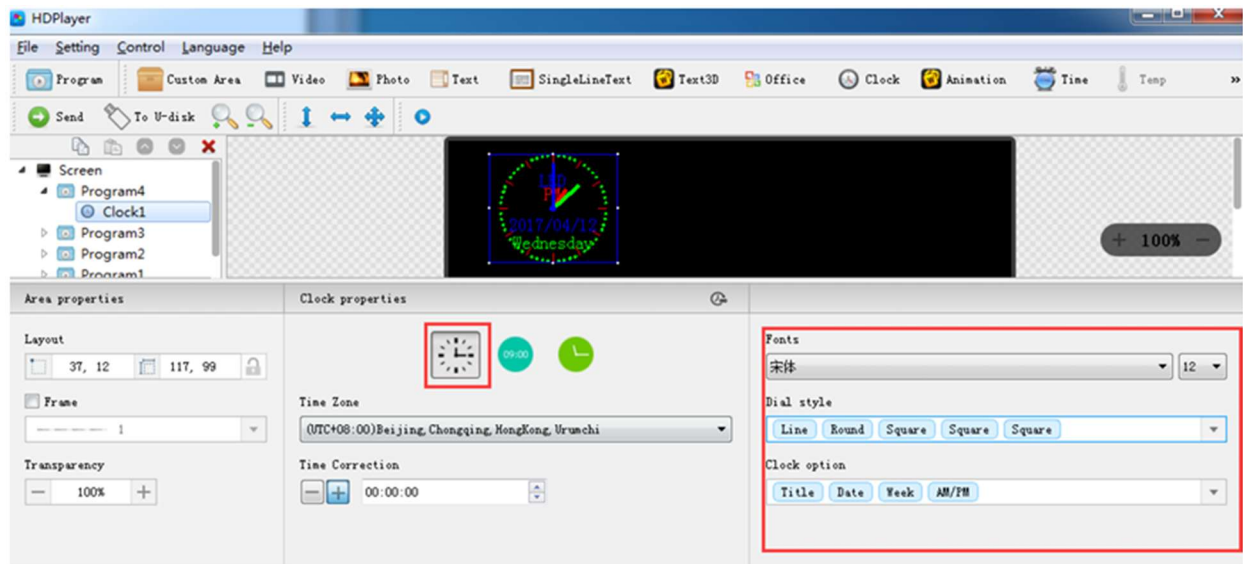 HDPlayer
File Setting Control Language Help
Program Custom Area Video Photo Text SingleLineText Text3D Office Clock Animation Time Temp »
Send To U-disk
Screen
Program4
Clock1
Program3
Program2
Program1
LED
PM
2017/04/12
Wednesday
+ 100% −
Area properties
Clock properties
Layout
37, 12 117, 99
Frame
1
Transparency
− 100% +
09:00
Time Zone
(UTC+08:00)Beijing,Chongqing,HongKong,Urumchi
Time Correction
− + 00:00:00
Fonts
宋体 12
Dial style
Line Round Square Square Square
Clock option
Title Date Week AM/PM